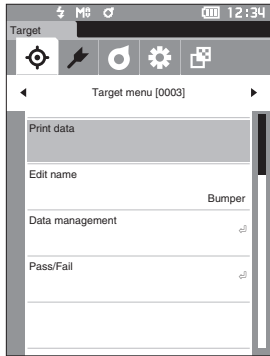 12:34
Target
Target menu [0003]
Print data
Edit name
Bumper
Data management
Pass/Fail